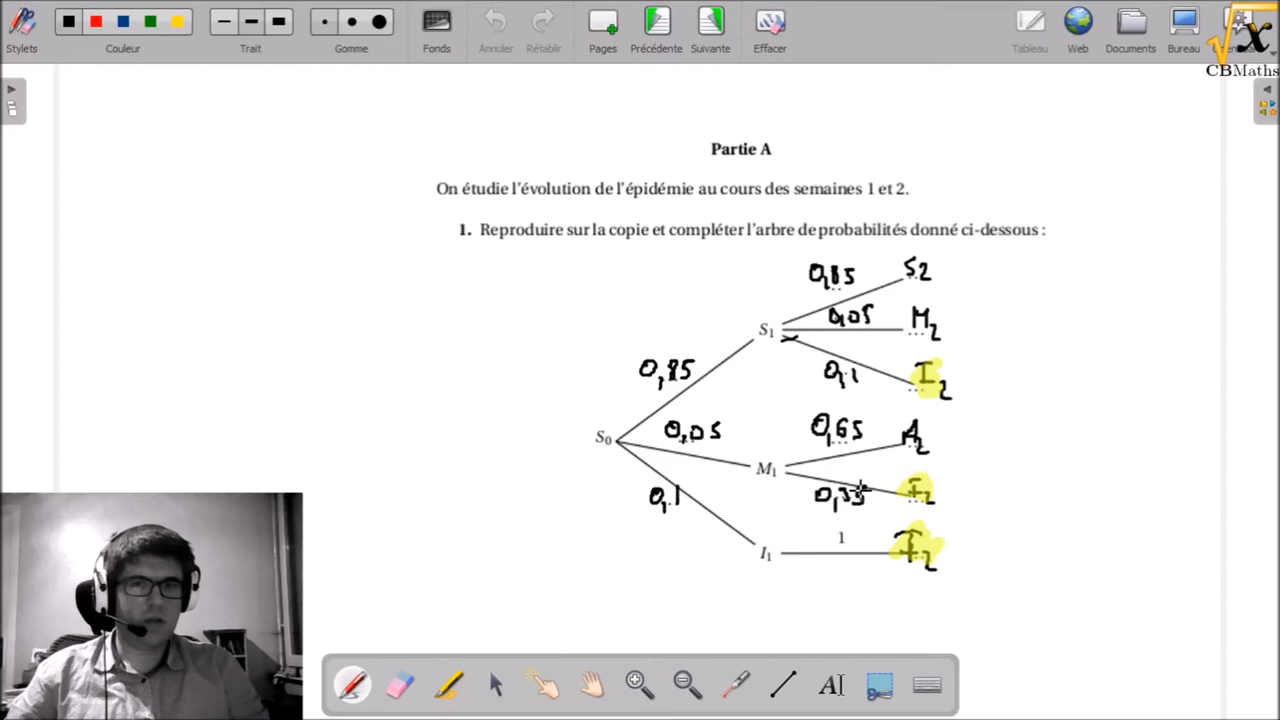 Stylets Couleur Trait Gomme Fonds Annuler Rétablir Pages Précédente Suivante Effacer Tableau Web Documents Bureau
CBMaths
Partie A
On étudie l'évolution de l'épidémie au cours des semaines 1 et 2.
1. Reproduire sur la copie et compléter l'arbre de probabilités donné ci-dessous :
0,85 S2
S1 0,05 M2
0,85 0,1 I2
S0 0,05 0,65 A2
M1
0,1 0,35 I2
I1 1 I2